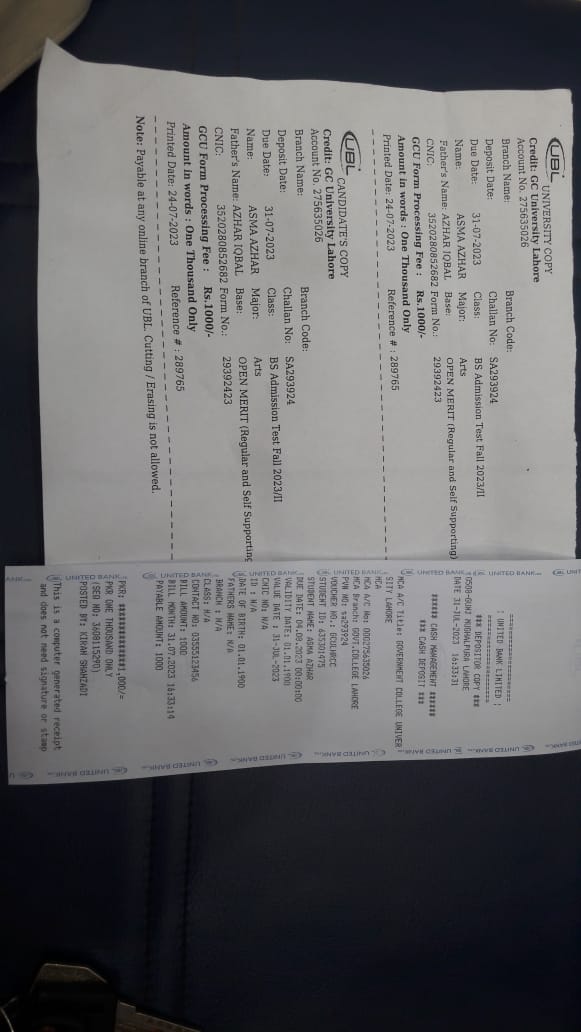 UBL UNIVERSITY COPY
Credit: GC University Lahore
Account No. 275635026
Branch Name: Branch Code:
Deposit Date: Challan No: SA293924
Due Date: 31-07-2023 Class: BS Admission Test Fall 2023/II
Name: ASMA AZHAR Major: Arts
Father's Name: AZHAR IQBAL Base: OPEN MERIT (Regular and Self Supporting)
CNIC: 3520280852682 Form No.: 29392423
GCU Form Processing Fee : Rs.1000/-
Amount in words : One Thousand Only
Printed Date: 24-07-2023 Reference # : 289765
UBL CANDIDATE'S COPY
Credit: GC University Lahore
Account No. 275635026
Branch Name: Branch Code:
Deposit Date: Challan No: SA293924
Due Date: 31-07-2023 Class: BS Admission Test Fall 2023/II
Name: ASMA AZHAR Major: Arts
Father's Name: AZHAR IQBAL Base: OPEN MERIT (Regular and Self Supporting
CNIC: 3520280852682 Form No.: 29392423
GCU Form Processing Fee : Rs.1000/-
Amount in words : One Thousand Only
Printed Date: 24-07-2023 Reference # : 289765
Note: Payable at any online branch of UBL. Cutting / Erasing is not allowed.
====================
¦ UNITED BANK LIMITED ¦
====================
*** DEPOSITOR COPY ***
0508-GUNJ MUGHALPURA LAHORE
DATE 31-JUL-2023 16:33:31
****** CASH MANAGEMENT ******
*** CASH DEPOSIT ***
MCA A/C Title: GOVERNMENT COLLEGE UNIVER
SITY LAHORE
MCA
MCA A/C No: 000275635026
MCA Branch: GOVT.COLLEGE LAHORE
PVN NO: sa293924
VOUCHER NO.: GCULHRCC
STUDENT ID: 635301475
STUDENT NAME: ASMA AZHAR
DUE DATE: 04.08.2023 00:00:00
VALIDITY DATE: 01.01.1900
VALUE DATE : 31-JUL-2023
CNIC NO: N/A
ID : N/A
DATE OF BIRTH: 01.01.1900
FATHERS NAME: N/A
BRANCH : N/A
CLASS: N/A
CONTACT NO: 03555123456
BILL AMOUNT: 1000
BILL MONTH: 31.07.2023 16:33:14
PAYABLE AMOUNT: 1000
PKR: **************1,000/=
PKR ONE THOUSAND ONLY
(SEQ NO: 3608115290)
POSTED BY: KIRAN SHAHZADI
This is a computer generated receipt
and does not need signature or stamp